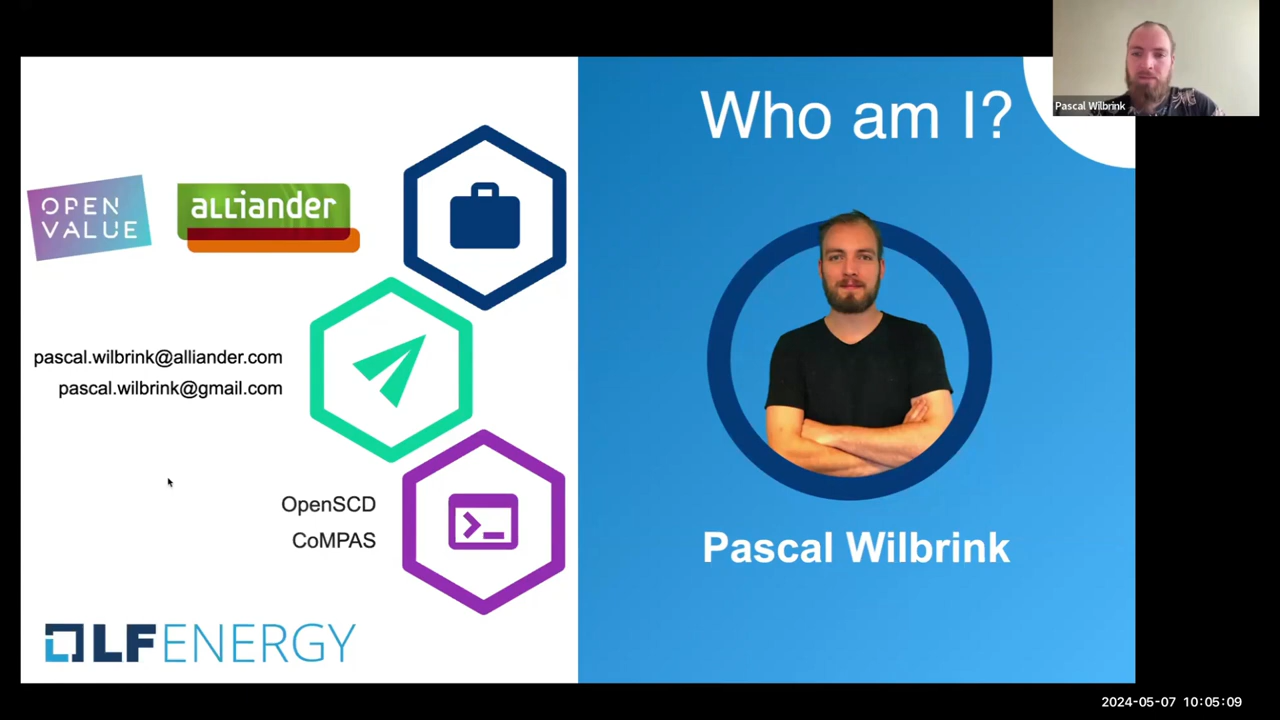 Who am I?
Pascal Wilbrink
OPEN
VALUE
alliander
pascal.wilbrink@alliander.com
pascal.wilbrink@gmail.com
OpenSCD
CoMPAS
Pascal Wilbrink
LFENERGY
2024-05-07 10:05:09